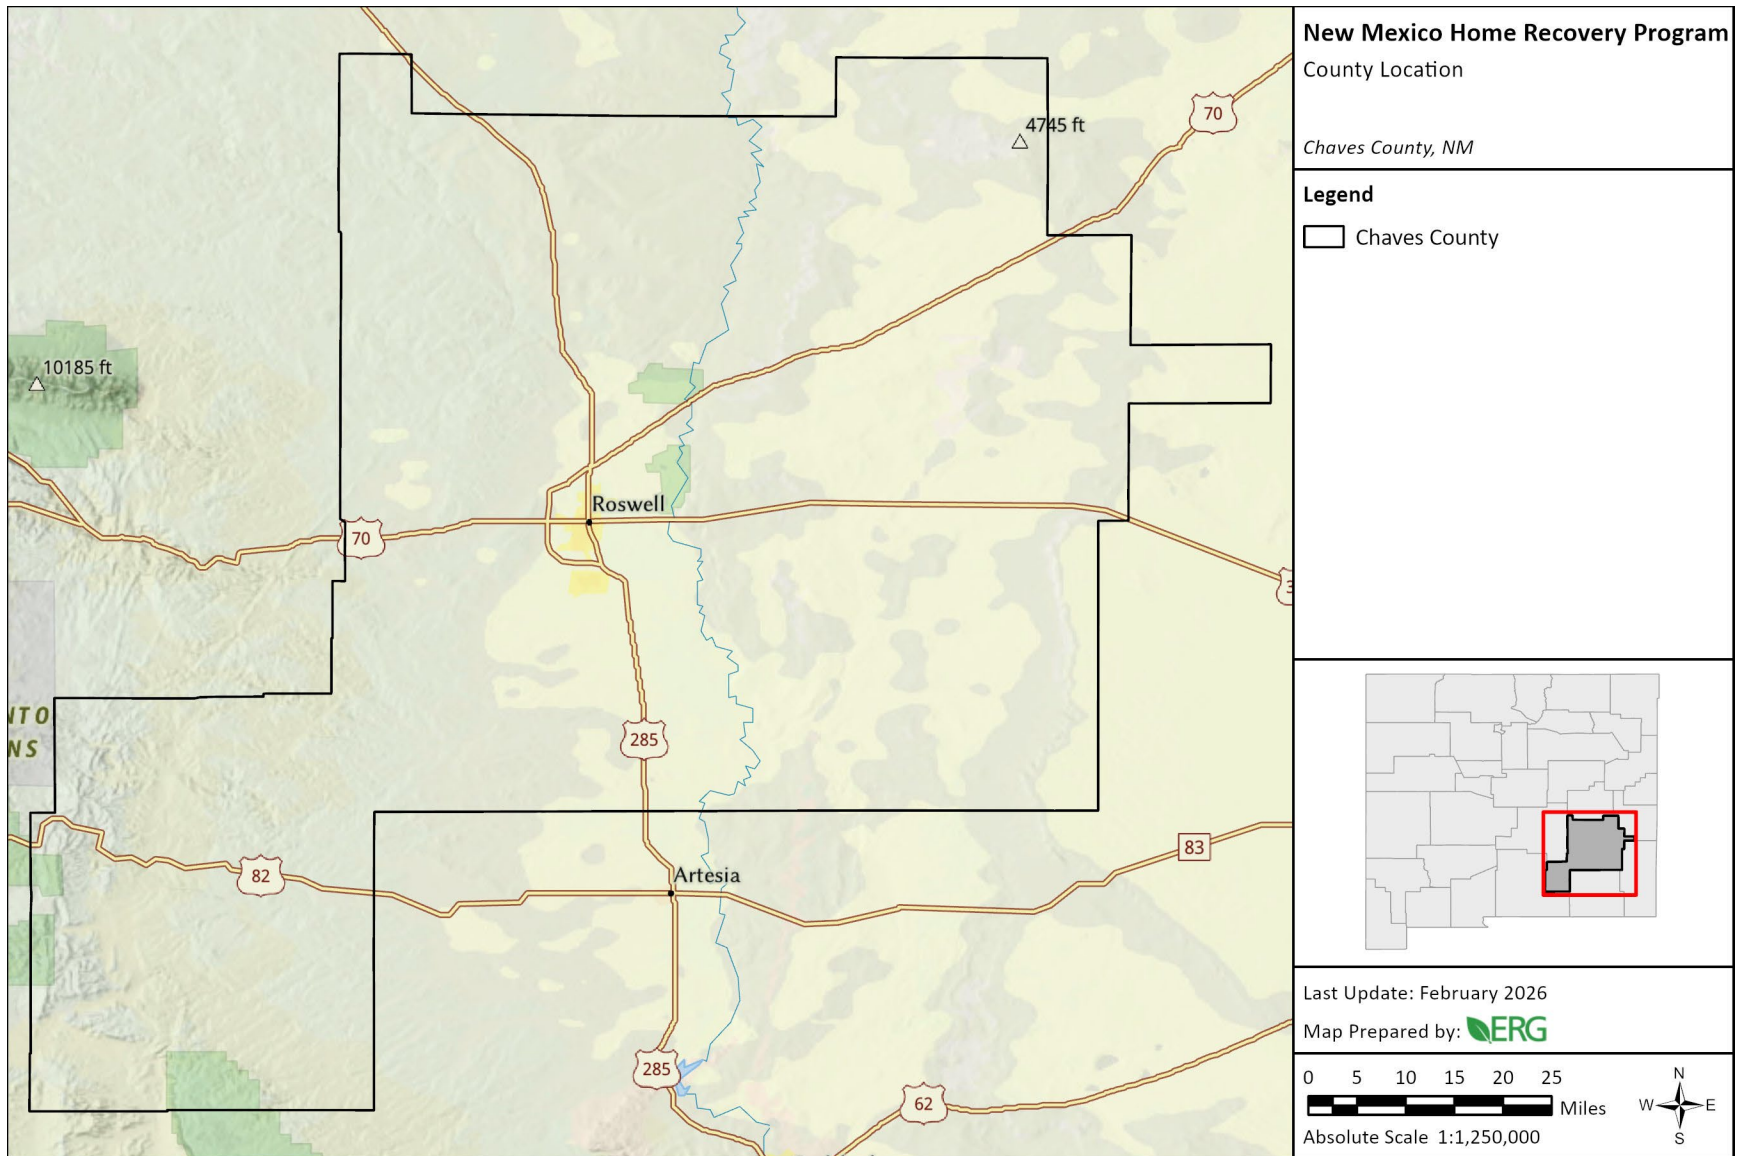 New Mexico Home Recovery Program
County Location
Chaves County, NM
Legend
Chaves County
70
4745 ft
10185 ft
Roswell
70
285
NTO
NS
82
Artesia
83
285
62
Last Update: February 2026
Map Prepared by: ERG
0 5 10 15 20 25
Miles
Absolute Scale 1:1,250,000
N
W E
S